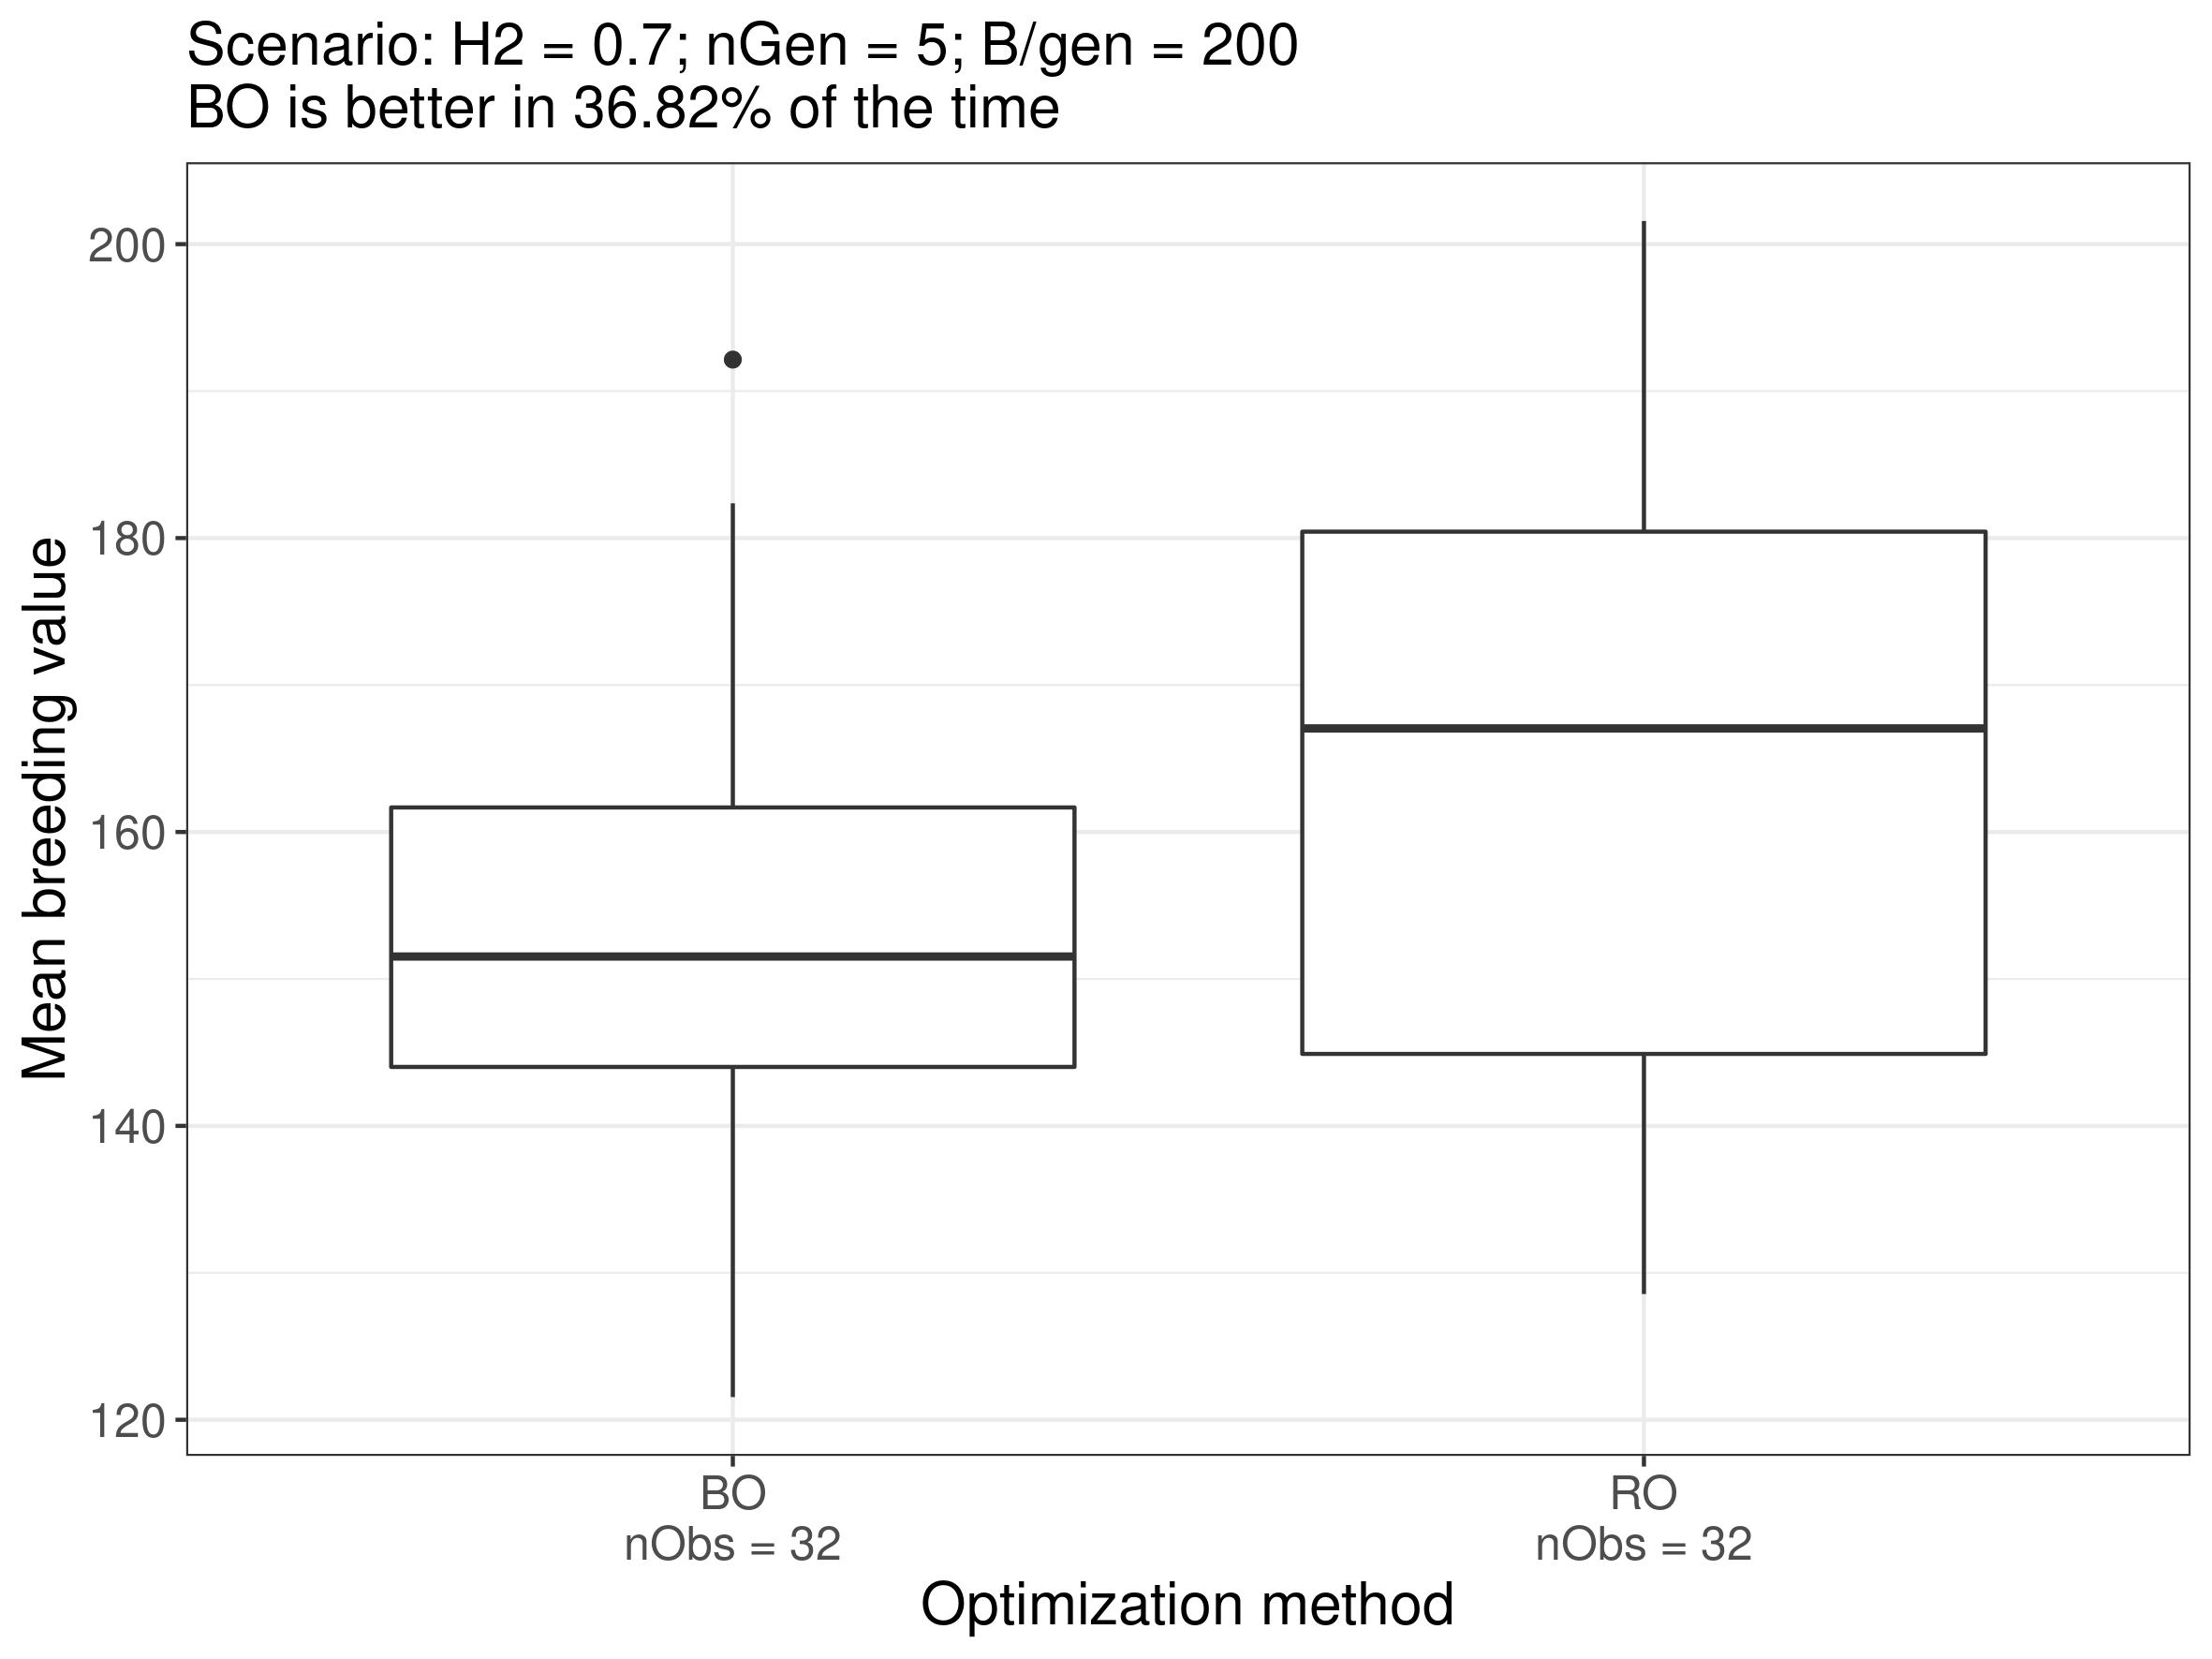 Scenario: H2 = 0.7; nGen = 5; B/gen = 200
BO is better in 36.82% of the time
Mean breeding value
200
180
160
140
120
BO
nObs = 32
RO
nObs = 32
Optimization method